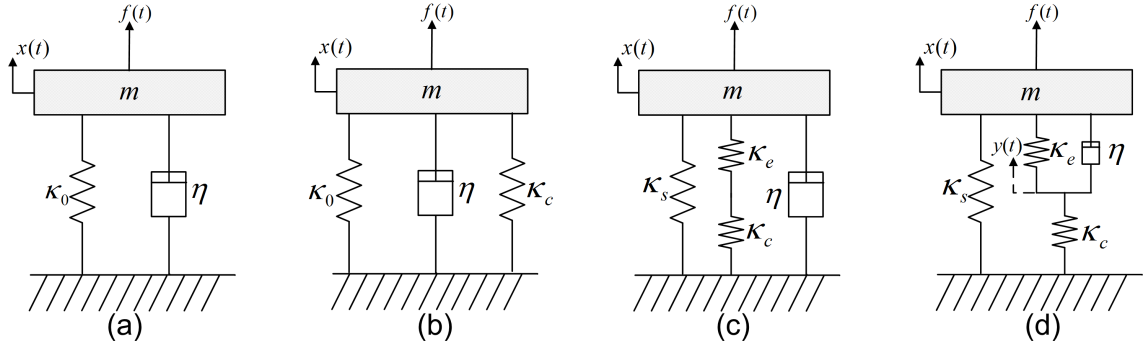 f(t) f(t) f(t) f(t)
x(t) x(t) x(t) x(t)
m m m m
y(t) κe η
κe
κ0 η κ0 η κc κs η κs
κc κc
(a) (b) (c) (d)